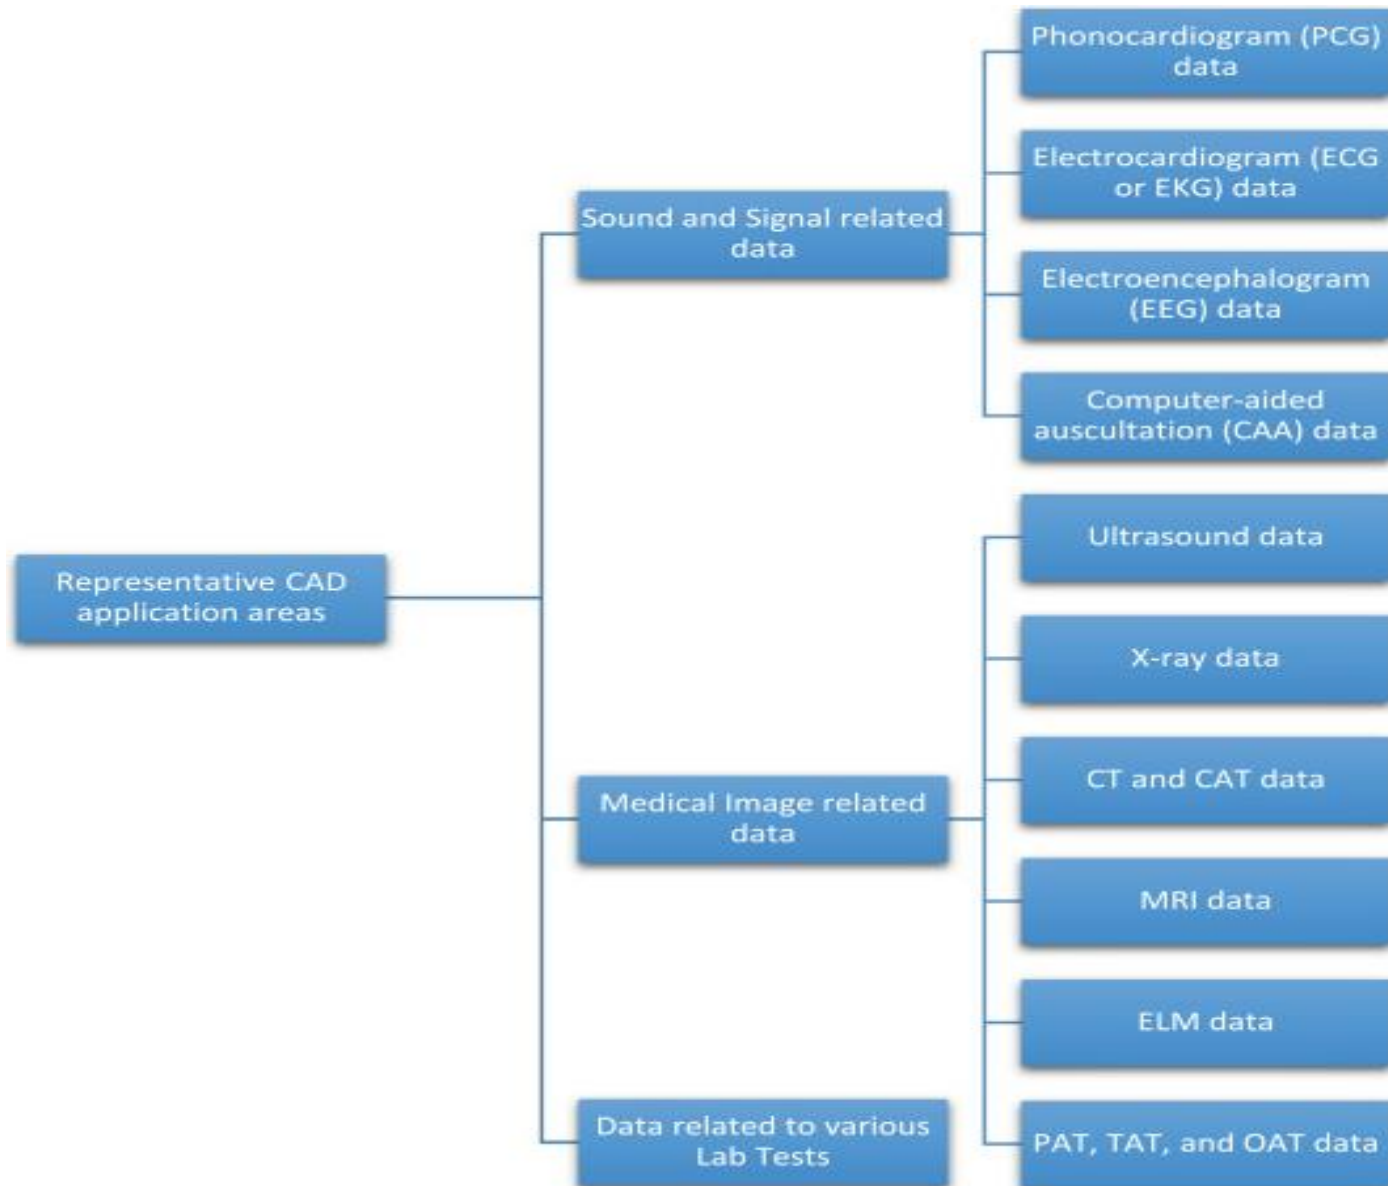 Representative CAD
application areas
Sound and Signal related
data
Phonocardiogram (PCG)
data
Electrocardiogram (ECG
or EKG) data
Electroencephalogram
(EEG) data
Computer-aided
auscultation (CAA) data
Medical Image related
data
Ultrasound data
X-ray data
CT and CAT data
MRI data
ELM data
PAT, TAT, and OAT data
Data related to various
Lab Tests